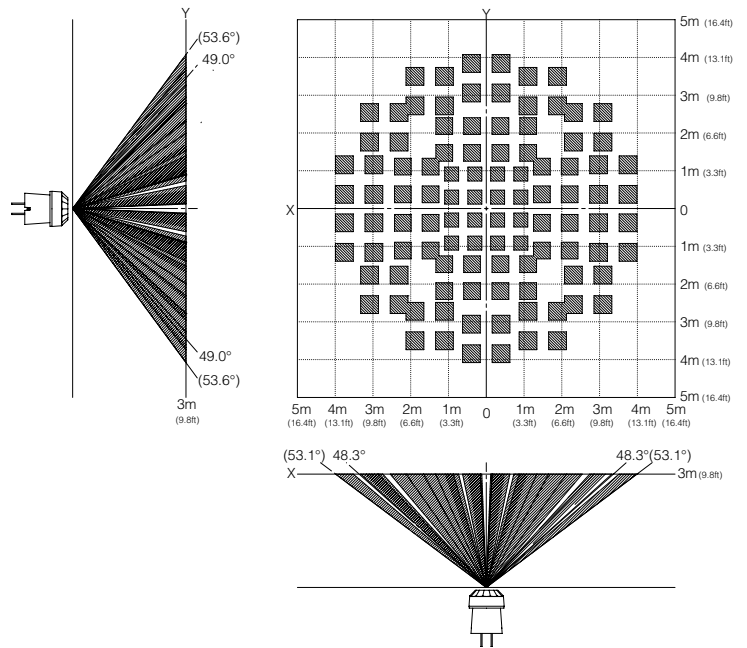 Y
(53.6°)
49.0°
49.0°
(53.6°)
3m
(9.8ft)
Y
5m (16.4ft)
4m (13.1ft)
3m (9.8ft)
2m (6.6ft)
1m (3.3ft)
X 0
1m (3.3ft)
2m (6.6ft)
3m (9.8ft)
4m (13.1ft)
5m (16.4ft)
5m 4m 3m 2m 1m 0 1m 2m 3m 4m 5m
(16.4ft) (13.1ft) (9.8ft) (6.6ft) (3.3ft) (3.3ft) (6.6ft) (9.8ft) (13.1ft) (16.4ft)
(53.1°) 48.3° 48.3° (53.1°)
X 3m (9.8ft)